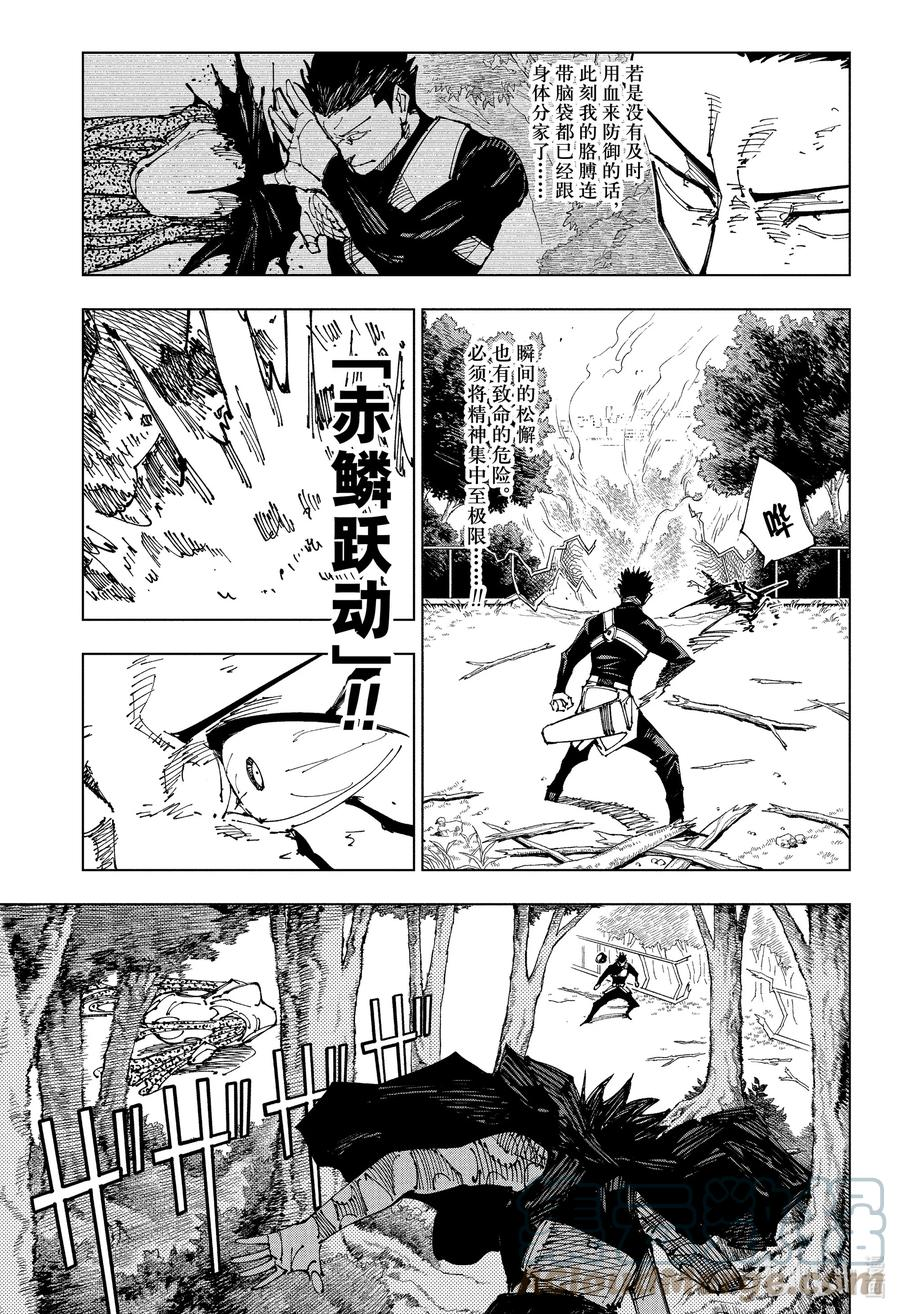 若是没有及时
用血来防御的话，
此刻我的胳膊连
带脑袋都已经跟
身体分家了……
瞬间的松懈，
也有致命的危险。
必须将精神集中至极限……!!
「赤鳞跃动」!!
ザザザザ